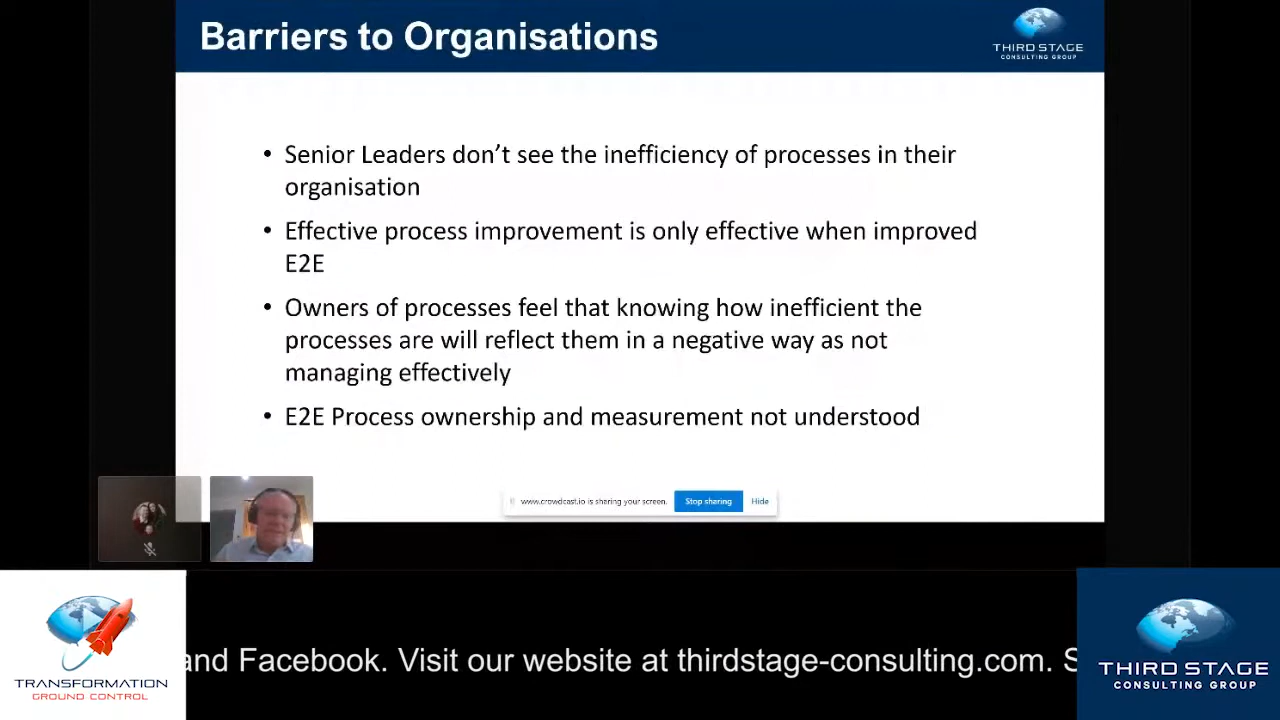 Barriers to Organisations
THIRD STAGE
CONSULTING GROUP
• Senior Leaders don't see the inefficiency of processes in their
organisation
• Effective process improvement is only effective when improved
E2E
• Owners of processes feel that knowing how inefficient the
processes are will reflect them in a negative way as not
managing effectively
• E2E Process ownership and measurement not understood
www.crowdcast.io is sharing your screen.
Stop sharing
Hide
TRANSFORMATION
GROUND CONTROL
and Facebook. Visit our website at thirdstage-consulting.com. S
THIRD STAGE
CONSULTING GROUP